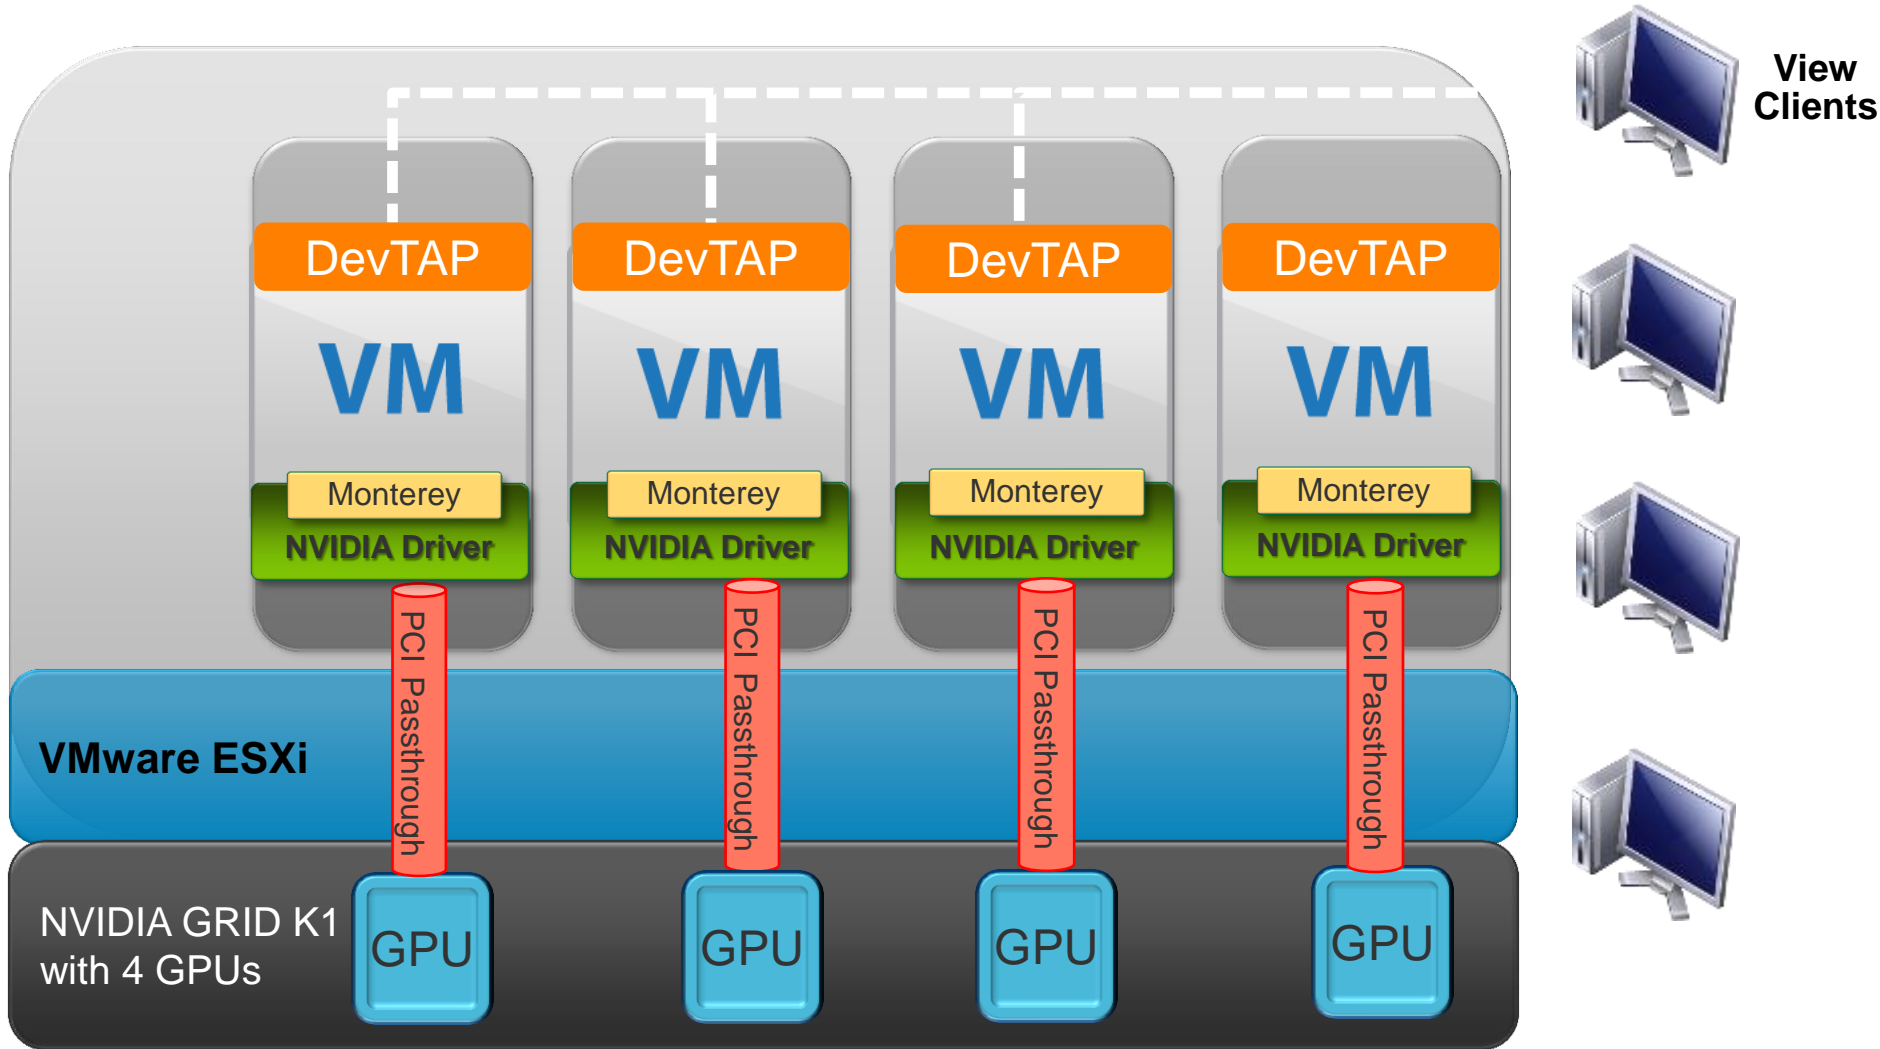 View
Clients
DevTAP
DevTAP
DevTAP
DevTAP
VM
VM
VM
VM
Monterey
Monterey
Monterey
Monterey
NVIDIA Driver
NVIDIA Driver
NVIDIA Driver
NVIDIA Driver
PCI Passthrough
PCI Passthrough
PCI Passthrough
PCI Passthrough
VMware ESXi
NVIDIA GRID K1
with 4 GPUs
GPU
GPU
GPU
GPU